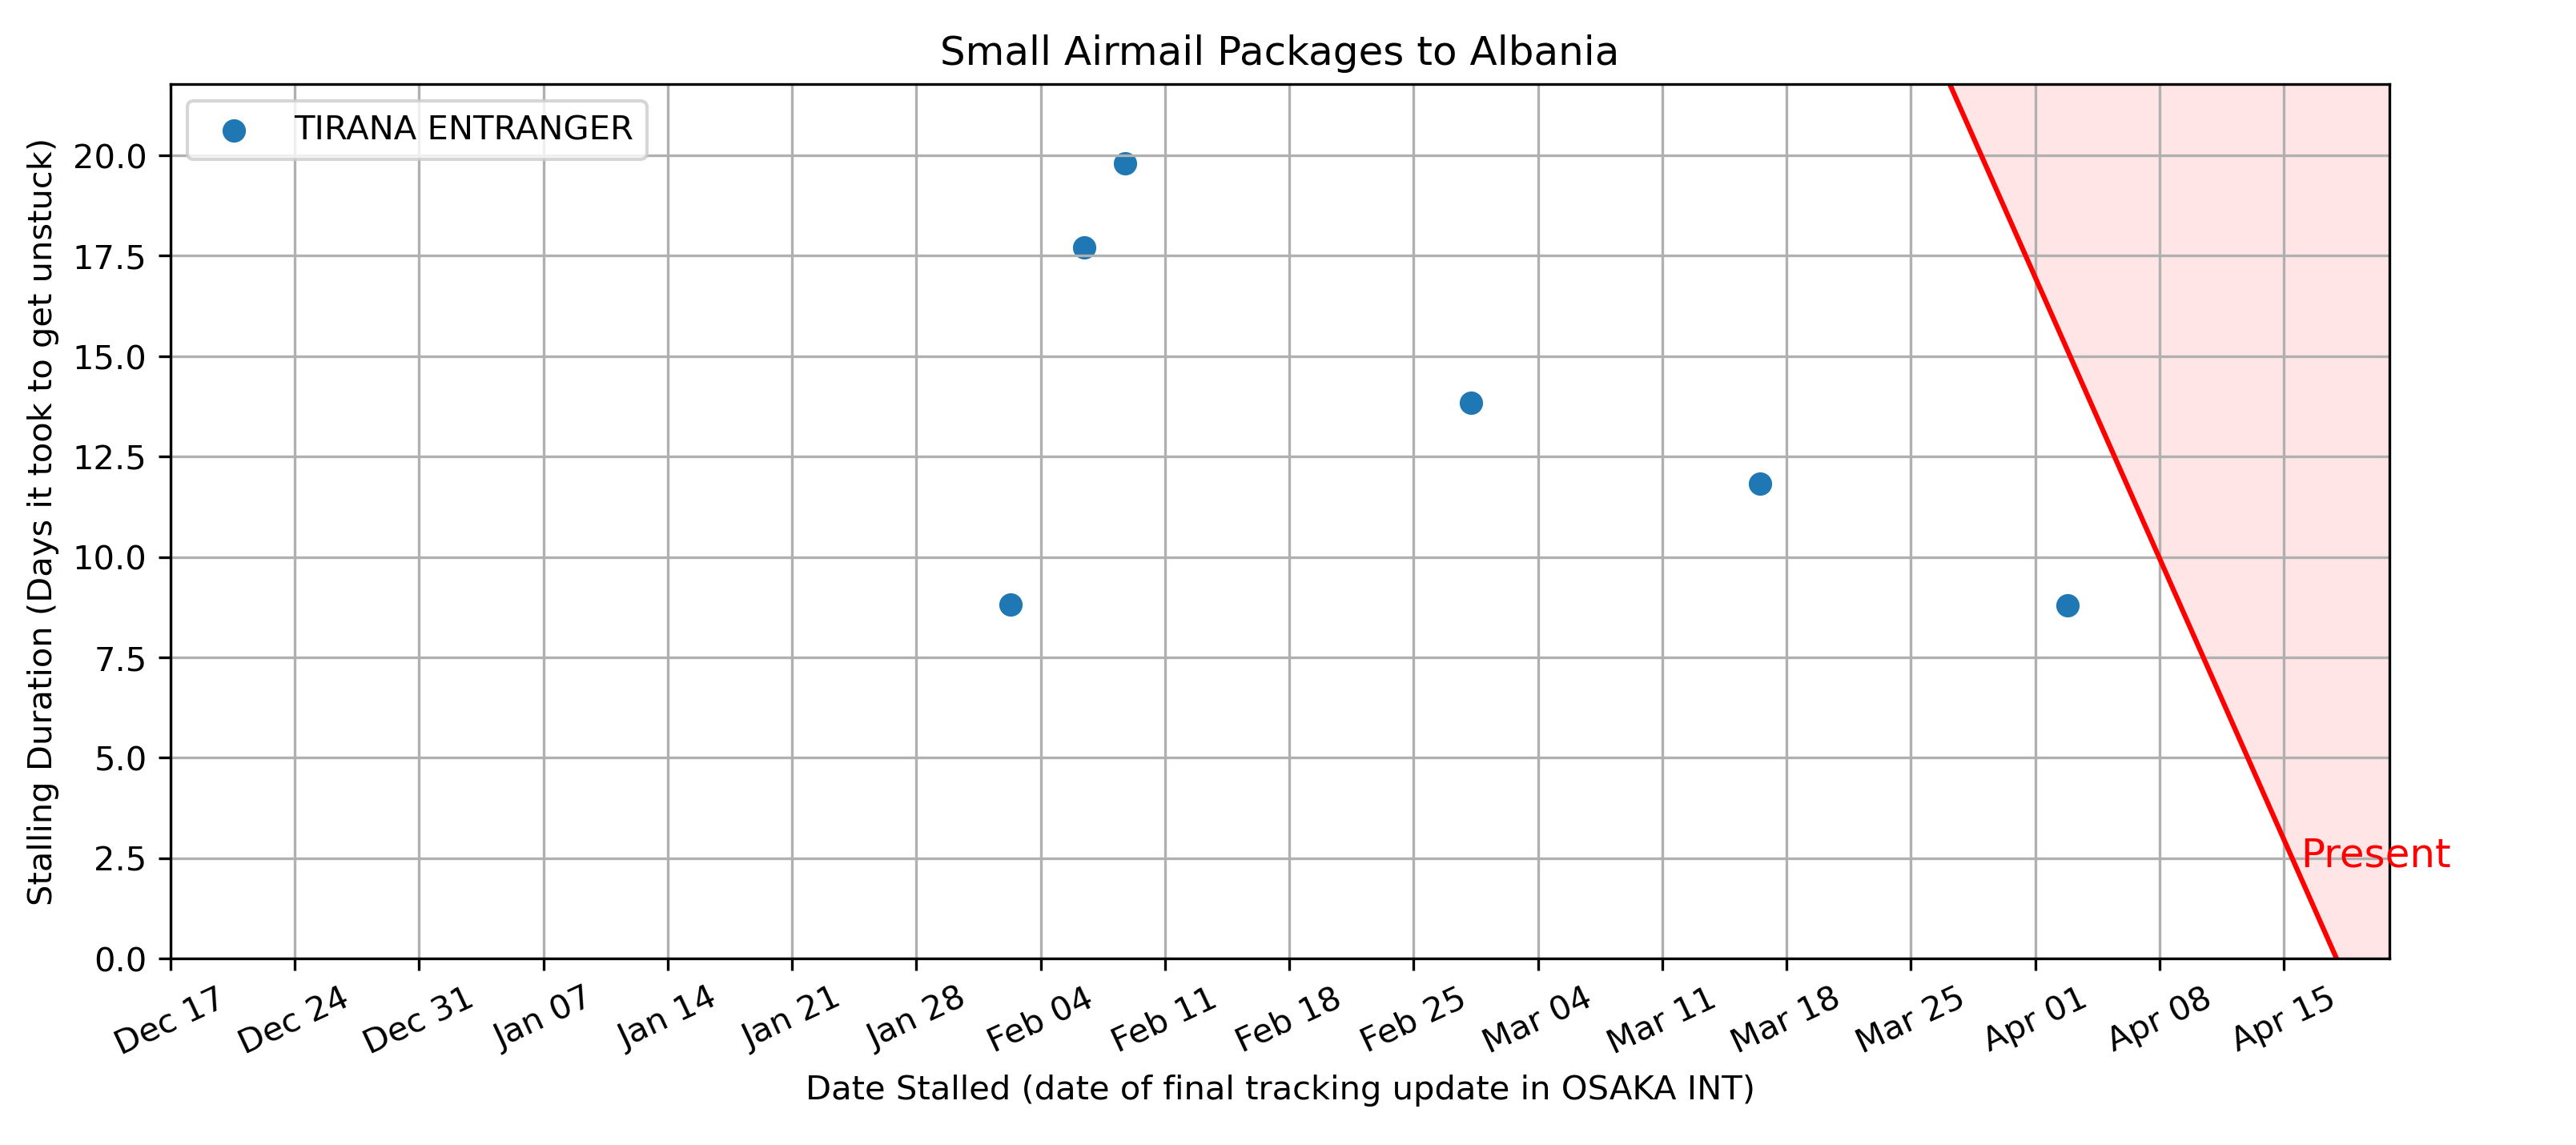 Small Airmail Packages to Albania
TIRANA ENTRANGER
Stalling Duration (Days it took to get unstuck)
20.0
17.5
15.0
12.5
10.0
7.5
5.0
2.5
0.0
Present
Dec 17
Dec 24
Dec 31
Jan 07
Jan 14
Jan 21
Jan 28
Feb 04
Feb 11
Feb 18
Feb 25
Mar 04
Mar 11
Mar 18
Mar 25
Apr 01
Apr 08
Apr 15
Date Stalled (date of final tracking update in OSAKA INT)